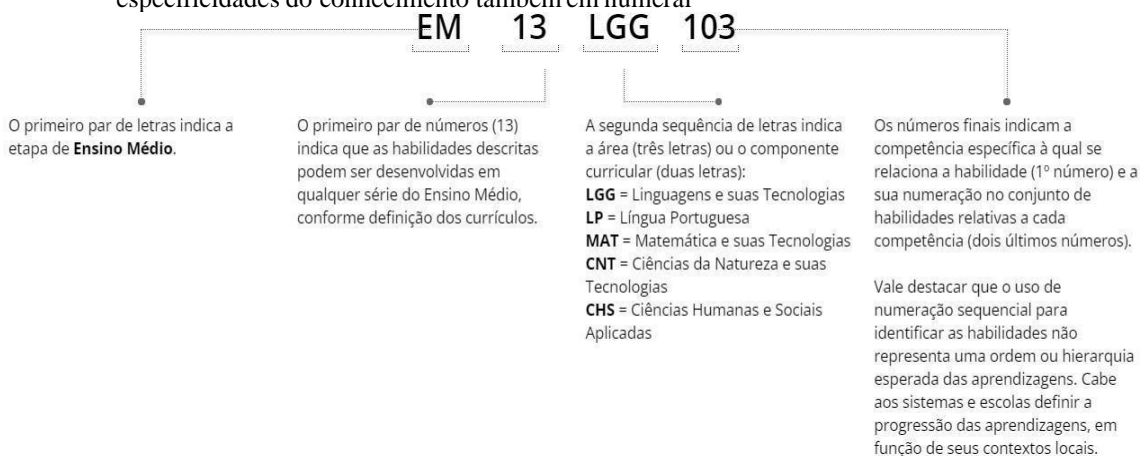 especificidades do conhecimento também em numeral
EM 13 LGG 103
O primeiro par de letras indica a
etapa de Ensino Médio.
O primeiro par de números (13)
indica que as habilidades descritas
podem ser desenvolvidas em
qualquer série do Ensino Médio,
conforme definição dos currículos.
A segunda sequência de letras indica
a área (três letras) ou o componente
curricular (duas letras):
LGG = Linguagens e suas Tecnologias
LP = Língua Portuguesa
MAT = Matemática e suas Tecnologias
CNT = Ciências da Natureza e suas
Tecnologias
CHS = Ciências Humanas e Sociais
Aplicadas
Os números finais indicam a
competência específica à qual se
relaciona a habilidade (1º número) e a
sua numeração no conjunto de
habilidades relativas a cada
competência (dois últimos números).
Vale destacar que o uso de
numeração sequencial para
identificar as habilidades não
representa uma ordem ou hierarquia
esperada das aprendizagens. Cabe
aos sistemas e escolas definir a
progressão das aprendizagens, em
função de seus contextos locais.